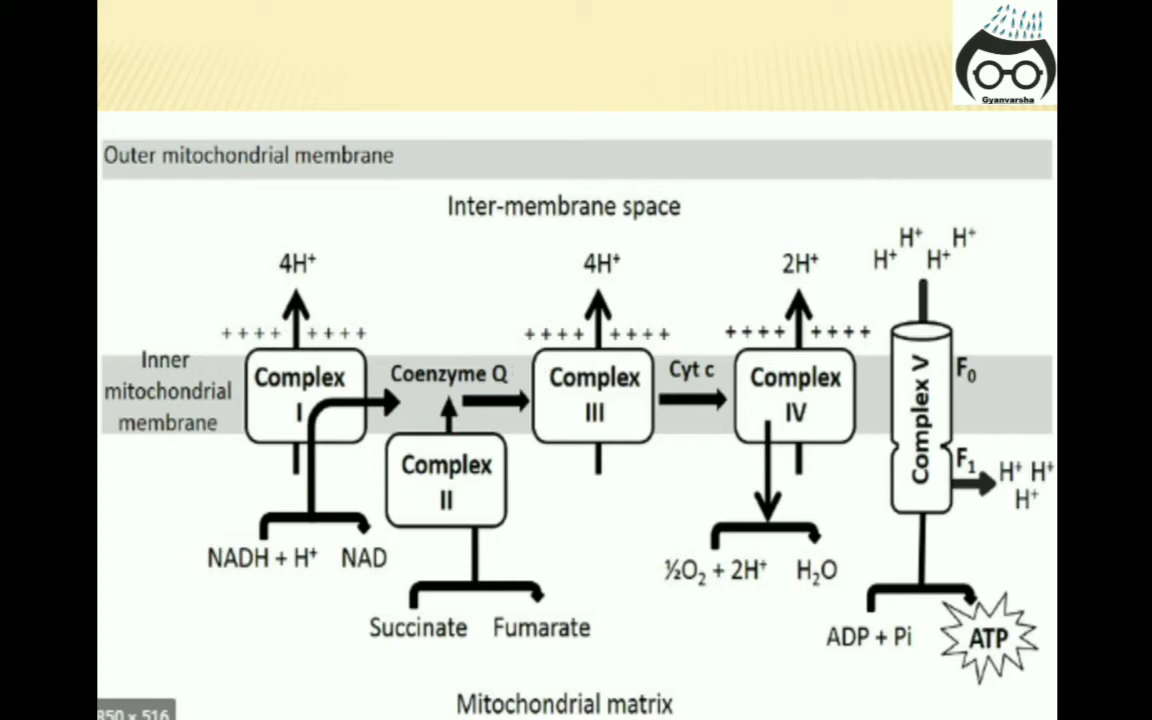 Gyanvarsha
Outer mitochondrial membrane
Inter-membrane space
H⁺ H⁺
H⁺ H⁺
4H⁺ 4H⁺ 2H⁺
+ + + + + + + + + + + + + + + + + + + + + + + +
Inner
mitochondrial
membrane
Complex
I
Coenzyme Q
Complex
III
Cyt c
Complex
IV
Complex V
F₀
F₁
H⁺ H⁺
H⁺
Complex
II
NADH + H⁺ NAD
½O₂ + 2H⁺ H₂O
Succinate Fumarate
ADP + Pi ATP
Mitochondrial matrix
850 × 516